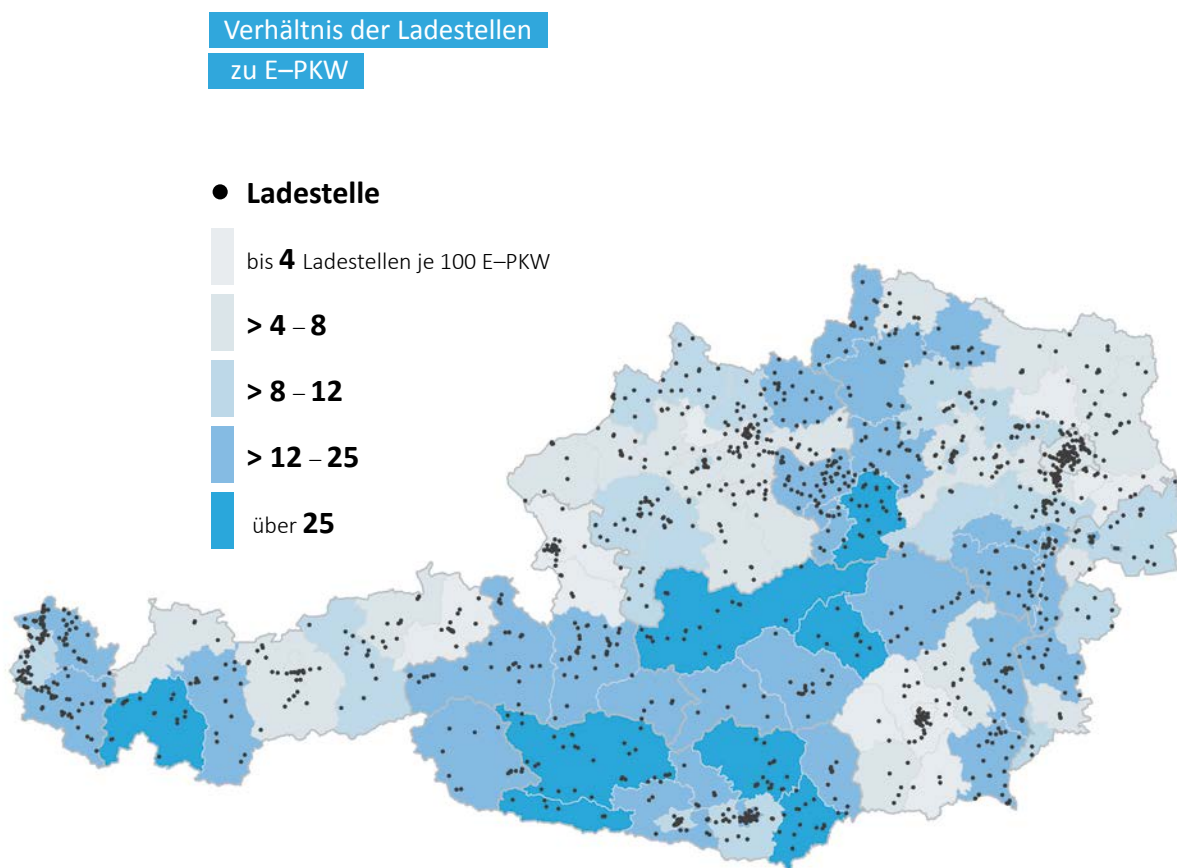 Verhältnis der Ladestellen
zu E–PKW
Ladestelle
bis 4 Ladestellen je 100 E–PKW
> 4 – 8
> 8 – 12
> 12 – 25
über 25